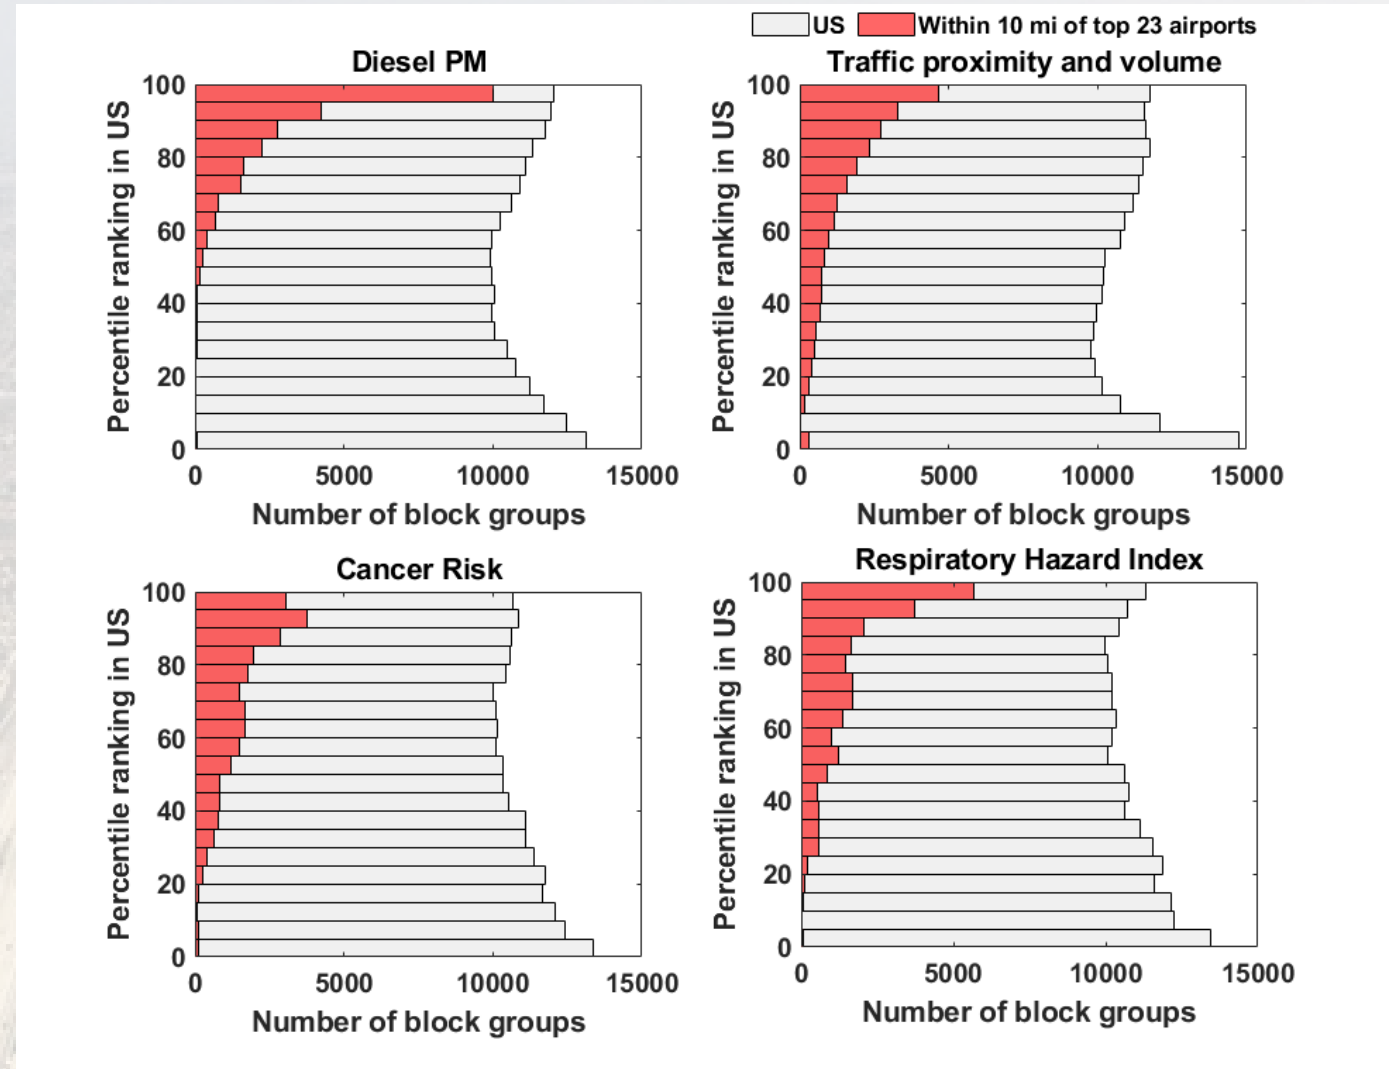 US Within 10 mi of top 23 airports
Diesel PM
Percentile ranking in US
100
80
60
40
20
0
0 5000 10000 15000
Number of block groups
Traffic proximity and volume
Percentile ranking in US
100
80
60
40
20
0
0 5000 10000 15000
Number of block groups
Cancer Risk
Percentile ranking in US
100
80
60
40
20
0
0 5000 10000 15000
Number of block groups
Respiratory Hazard Index
Percentile ranking in US
100
80
60
40
20
0
0 5000 10000 15000
Number of block groups